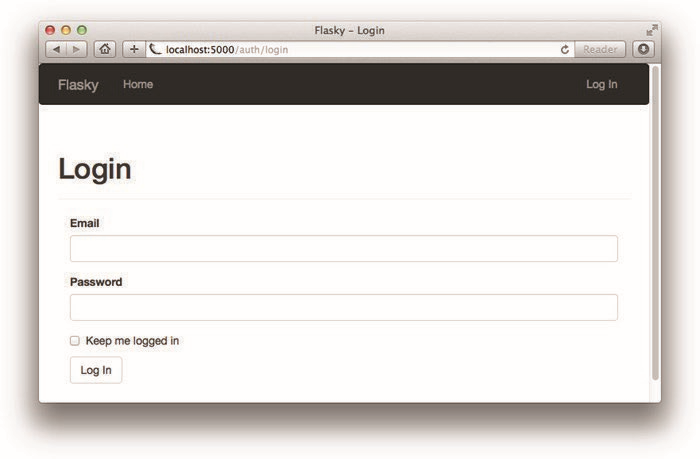 Flasky - Login
localhost:5000/auth/login
Reader
Flasky Home Log In
Login
Email
Password
Keep me logged in
Log In